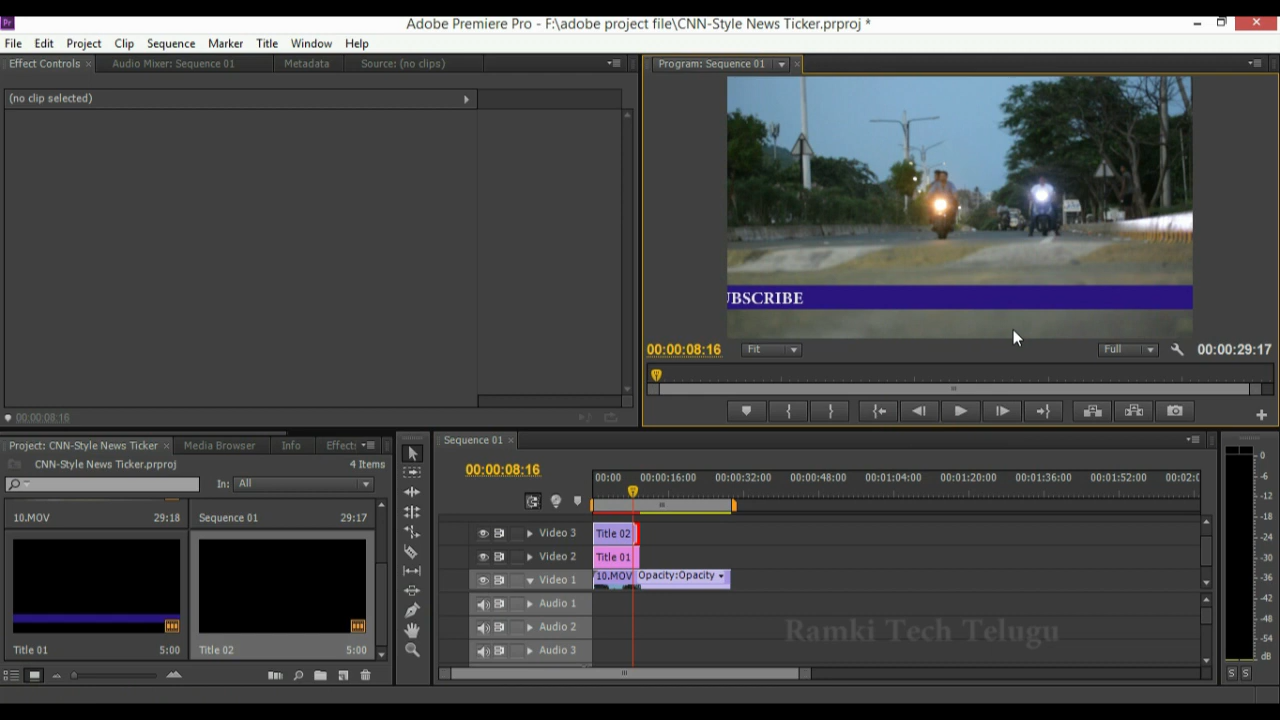 Adobe Premiere Pro - F:\adobe project file\CNN-Style News Ticker.prproj *
File Edit Project Clip Sequence Marker Title Window Help
Effect Controls Audio Mixer: Sequence 01 Metadata Source: (no clips)
Program: Sequence 01
(no clip selected)
UBSCRIBE
00:00:08:16 Fit Full 00:00:29:17
00:00:08:16
Project: CNN-Style News Ticker Media Browser Info Effect:
CNN-Style News Ticker.prproj 4 Items
In: All
10.MOV 29:18 Sequence 01 29:17
Title 01 5:00 Title 02 5:00
Sequence 01
00:00:08:16
00:00 00:00:16:00 00:00:32:00 00:00:48:00 00:01:04:00 00:01:20:00 00:01:36:00 00:01:52:00 00:02:0
Video 3 Title 02
Video 2 Title 01
Video 1 10.MOV Opacity:Opacity
Audio 1
Audio 2
Audio 3
Ramki Tech Telugu
0
-6
-12
-18
-24
-30
-36
-42
-48
-54
dB
S S